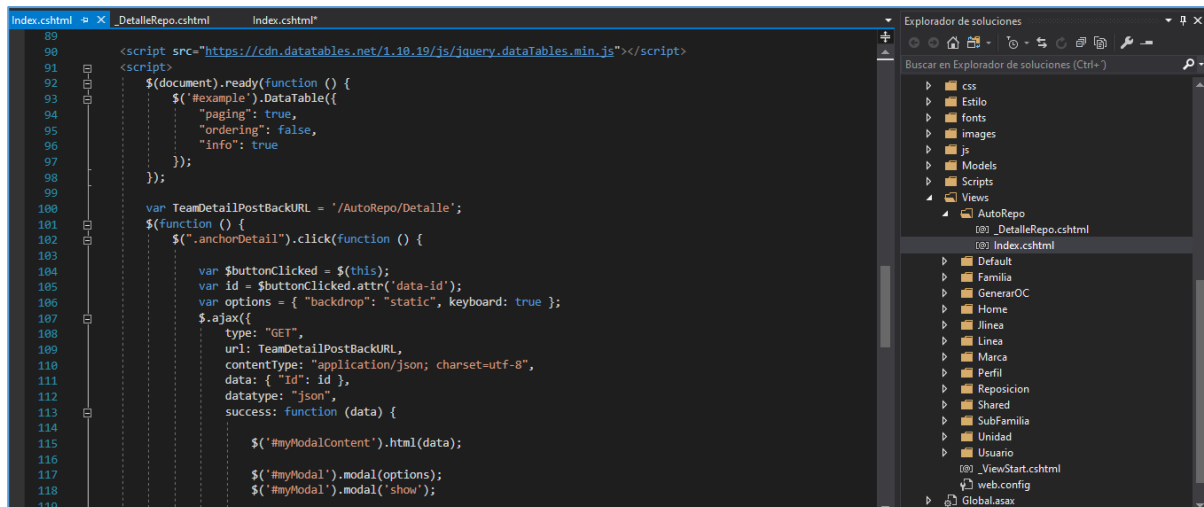 Index.cshtml
_DetalleRepo.cshtml
Index.cshtml*
89
90 <script src="https://cdn.datatables.net/1.10.19/js/jquery.dataTables.min.js"></script>
91 <script>
92 $(document).ready(function () {
93 $('#example').DataTable({
94 "paging": true,
95 "ordering": false,
96 "info": true
97 });
98 });
99
100 var TeamDetailPostBackURL = '/AutoRepo/Detalle';
101 $(function () {
102 $(".anchorDetail").click(function () {
103
104 var $buttonClicked = $(this);
105 var id = $buttonClicked.attr('data-id');
106 var options = { "backdrop": "static", keyboard: true };
107 $.ajax({
108 type: "GET",
109 url: TeamDetailPostBackURL,
110 contentType: "application/json; charset=utf-8",
111 data: { "Id": id },
112 datatype: "json",
113 success: function (data) {
114
115 $('#myModalContent').html(data);
116
117 $('#myModal').modal(options);
118 $('#myModal').modal('show');
119
Explorador de soluciones
Buscar en Explorador de soluciones (Ctrl+´)
css
Estilo
fonts
images
js
Models
Scripts
Views
AutoRepo
_DetalleRepo.cshtml
Index.cshtml
Default
Familia
GenerarOC
Home
Jlinea
Linea
Marca
Perfil
Reposicion
Shared
SubFamilia
Unidad
Usuario
_ViewStart.cshtml
web.config
Global.asax